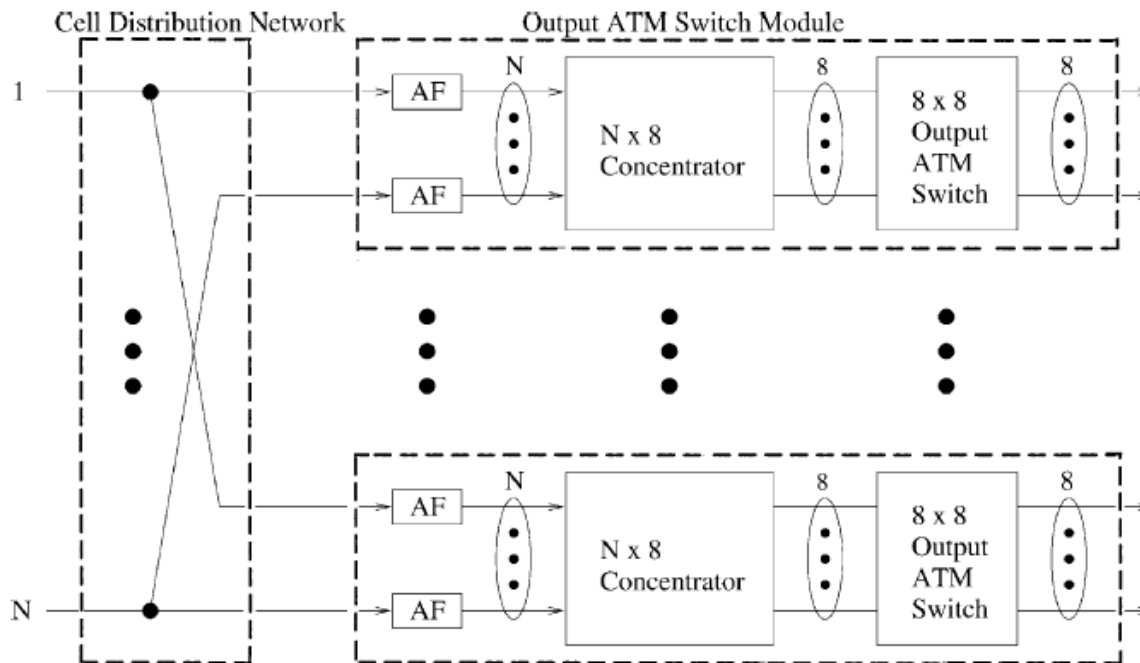 Cell Distribution Network
Output ATM Switch Module
1
AF
N
N x 8
Concentrator
8
8 x 8
Output
ATM
Switch
8
AF
AF
N
N x 8
Concentrator
8
8 x 8
Output
ATM
Switch
8
N
AF